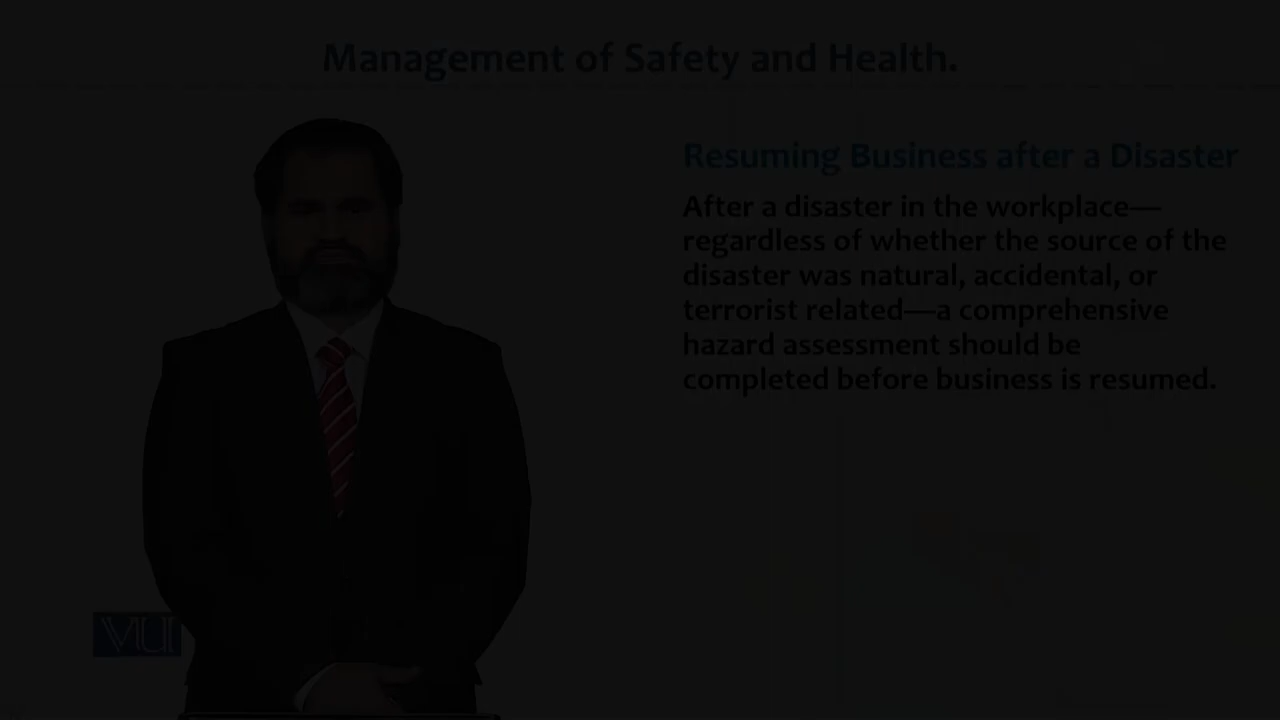 Management of Safety and Health.
Resuming Business after a Disaster
After a disaster in the workplace—
regardless of whether the source of the
disaster was natural, accidental, or
terrorist related—a comprehensive
hazard assessment should be
completed before business is resumed.
VU